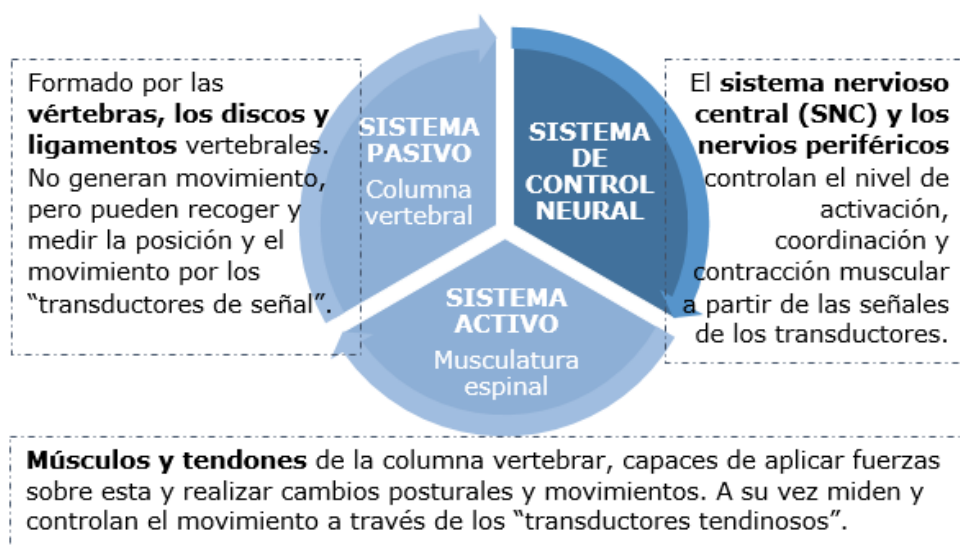 Formado por las
vértebras, los discos y
ligamentos vertebrales.
No generan movimiento,
pero pueden recoger y
medir la posición y el
movimiento por los
“transductores de señal”.
SISTEMA
PASIVO
Columna
vertebral
SISTEMA
DE
CONTROL
NEURAL
El sistema nervioso
central (SNC) y los
nervios periféricos
controlan el nivel de
activación,
coordinación y
contracción muscular
a partir de las señales
de los transductores.
SISTEMA
ACTIVO
Musculatura
espinal
Músculos y tendones de la columna vertebrar, capaces de aplicar fuerzas
sobre esta y realizar cambios posturales y movimientos. A su vez miden y
controlan el movimiento a través de los “transductores tendinosos”.